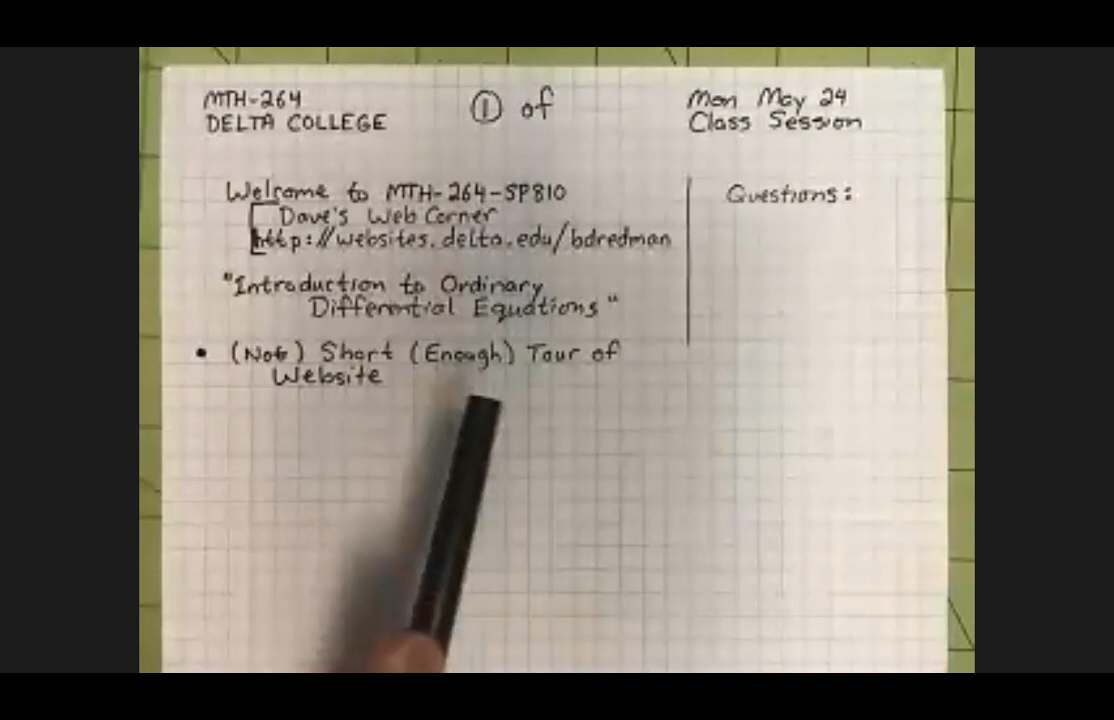 MTH-264
DELTA COLLEGE
① of
Mon May 24
Class Session
Welcome to MTH-264-SP810
Dave's Web Corner
http://websites.delta.edu/bdredman
"Introduction to Ordinary
Differential Equations"
• (Not) Short (Enough) Tour of
Website
Questions: